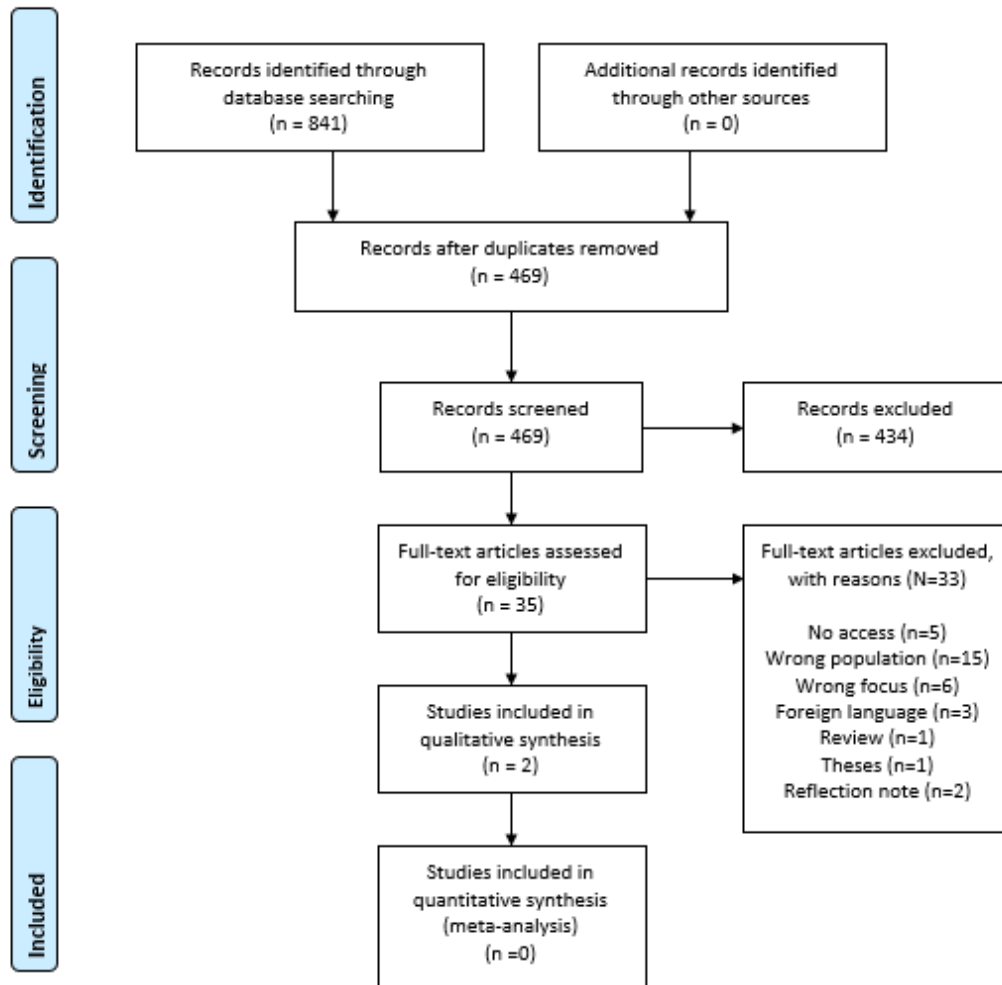 Identification
Records identified through
database searching
(n = 841)
Additional records identified
through other sources
(n = 0)
Records after duplicates removed
(n = 469)
Screening
Records screened
(n = 469)
Records excluded
(n = 434)
Eligibility
Full-text articles assessed
for eligibility
(n = 35)
Full-text articles excluded,
with reasons (N=33)
No access (n=5)
Wrong population (n=15)
Wrong focus (n=6)
Foreign language (n=3)
Review (n=1)
Theses (n=1)
Reflection note (n=2)
Studies included in
qualitative synthesis
(n = 2)
Included
Studies included in
quantitative synthesis
(meta-analysis)
(n =0)